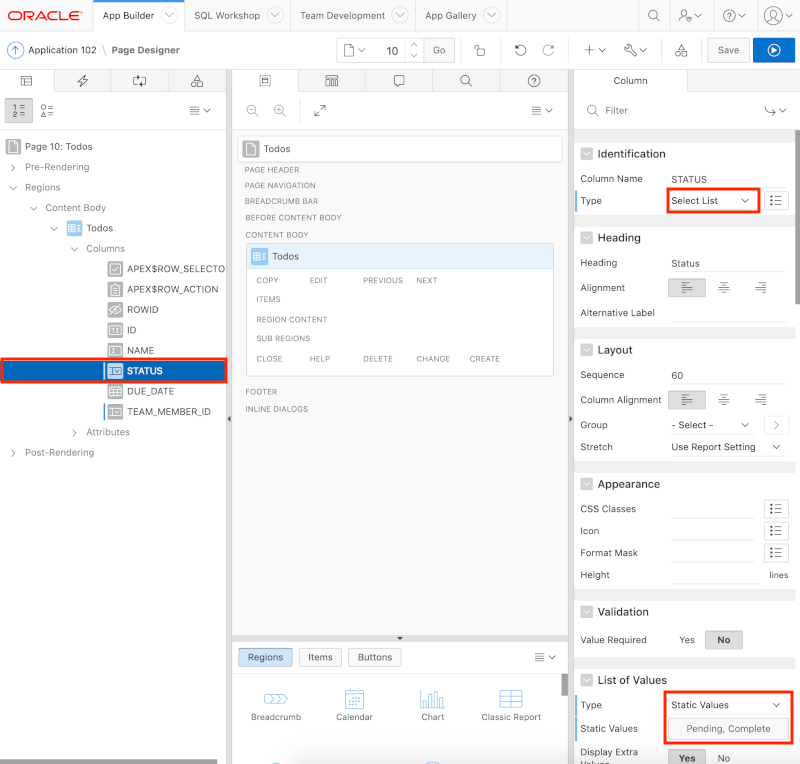 ORACLE
App Builder
SQL Workshop
Team Development
App Gallery
Application 102 \ Page Designer
10
Go
Save
1 =
2 =
Page 10: Todos
Pre-Rendering
Regions
Content Body
Todos
Columns
APEX$ROW_SELECTO
APEX$ROW_ACTION
ROWID
ID
NAME
STATUS
DUE_DATE
TEAM_MEMBER_ID
Attributes
Post-Rendering
Todos
PAGE HEADER
PAGE NAVIGATION
BREADCRUMB BAR
BEFORE CONTENT BODY
CONTENT BODY
Todos
COPY EDIT PREVIOUS NEXT
ITEMS
REGION CONTENT
SUB REGIONS
CLOSE HELP DELETE CHANGE CREATE
FOOTER
INLINE DIALOGS
Regions Items Buttons
Breadcrumb Calendar Chart Classic Report
Column
Filter
Identification
Column Name STATUS
Type Select List
Heading
Heading Status
Alignment
Alternative Label
Layout
Sequence 60
Column Alignment
Group - Select -
Stretch Use Report Setting
Appearance
CSS Classes
Icon
Format Mask
Height lines
Validation
Value Required Yes No
List of Values
Type Static Values
Static Values Pending, Complete
Display Extra
Values Yes No